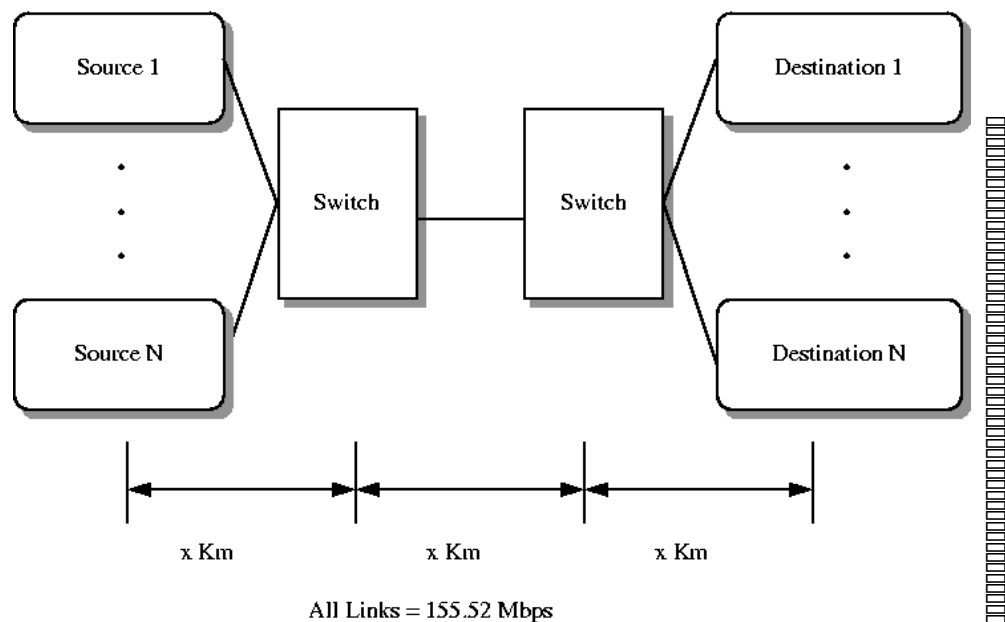 Source 1
Destination 1
Switch
Switch
Source N
Destination N
x Km
x Km
x Km
All Links = 155.52 Mbps